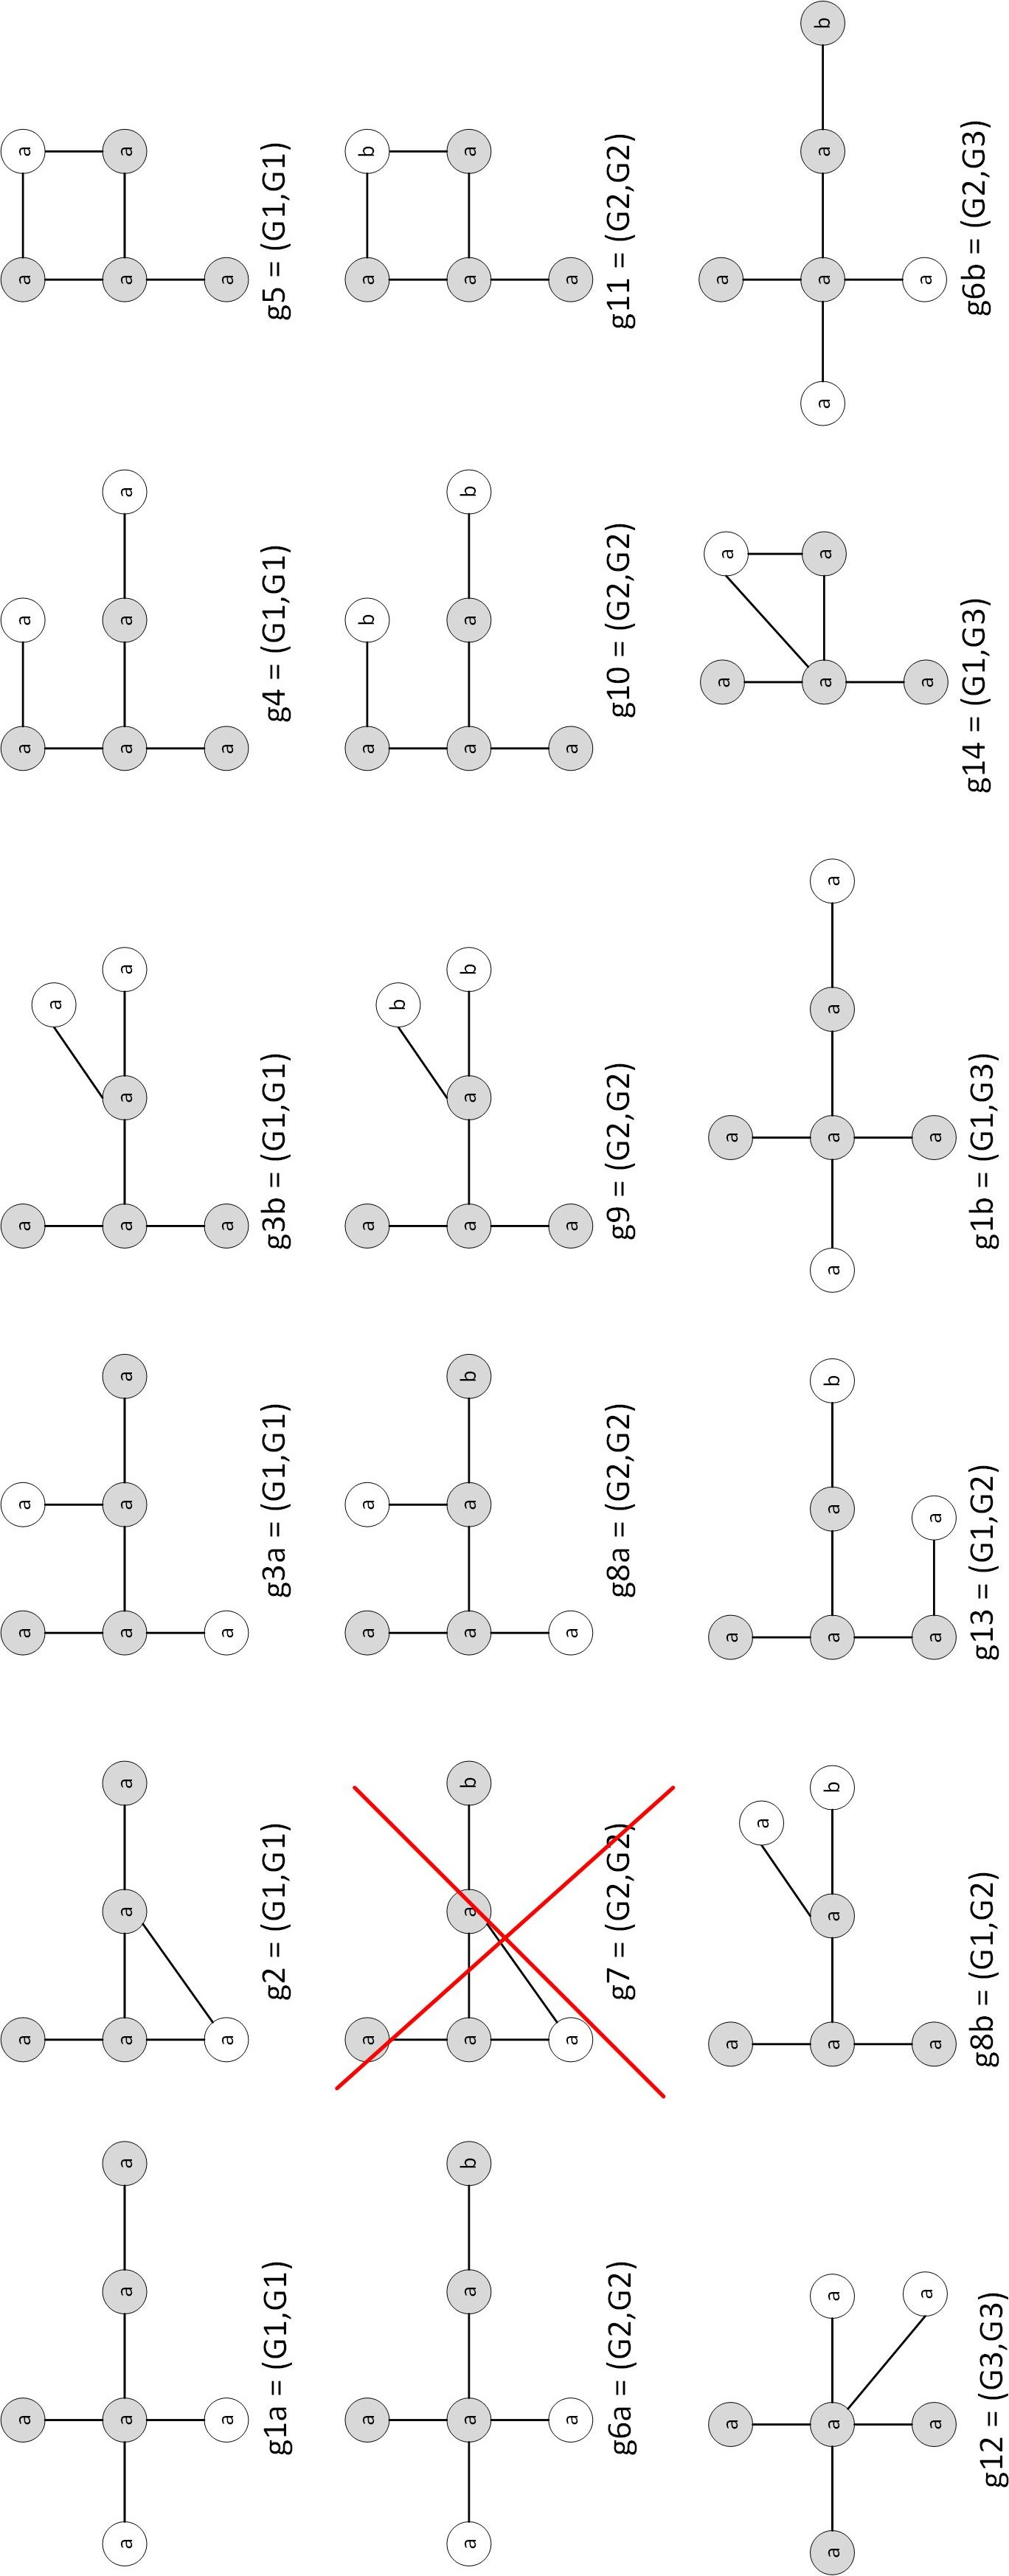 a
a a a a
a
g1a = (G1,G1)
a
a a a
a
g2 = (G1,G1)
a a
a a a
a
g3a = (G1,G1)
a
a
a a a
a
g3b = (G1,G1)
a a
a a a
a
g4 = (G1,G1)
a a
a a
a
g5 = (G1,G1)
a
a a a b
a
g6a = (G2,G2)
a
a a b
a
g7 = (G2,G2)
a a
a a b
a
g8a = (G2,G2)
a
b
a a b
a
g9 = (G2,G2)
a b
a a b
a
g10 = (G2,G2)
a b
a a
a
g11 = (G2,G2)
a
a a a
a a
g12 = (G3,G3)
a
a
a a b
a
g8b = (G1,G2)
a
a a b
a a
g13 = (G1,G2)
a
a a a a
a
g1b = (G1,G3)
a a
a a
a
g14 = (G1,G3)
a
a a a b
a
g6b = (G2,G3)